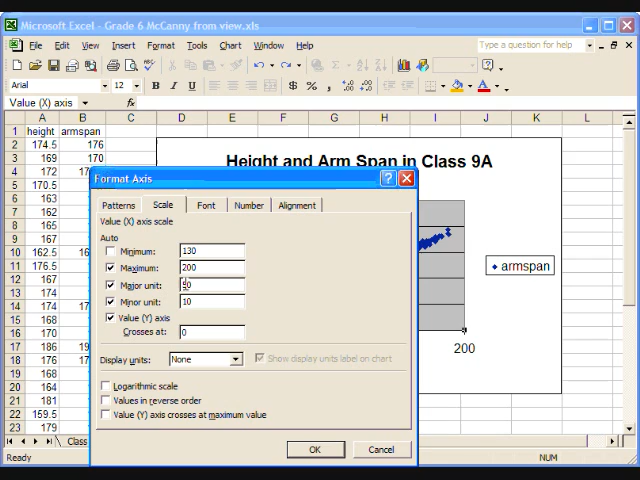 Microsoft Excel - Grade 6 McCanny from view.xls
File Edit View Insert Format Tools Chart Window Help
Type a question for help
Arial 12 B I U $ %
Value (X) axis fx
A B C D E F G H I J K L
1 height armspan
2 174.5 176
3 169 170
4 172
5 170.5
6 163
7 162
8 165
9 165
10 162.5
11 176.5
12 167
13 174
14 174
15 168
16 170
17 186
18 176
19 168
20 164
21 181
22 159.5
23 179
Height and Arm Span in Class 9A
armspan
200
Format Axis
Patterns Scale Font Number Alignment
Value (X) axis scale
Auto
Minimum: 130
Maximum: 200
Major unit:
Minor unit: 10
Value (Y) axis
Crosses at: 0
Display units: None Show display units label on chart
Logarithmic scale
Values in reverse order
Value (Y) axis crosses at maximum value
OK Cancel
Class
Ready NUM